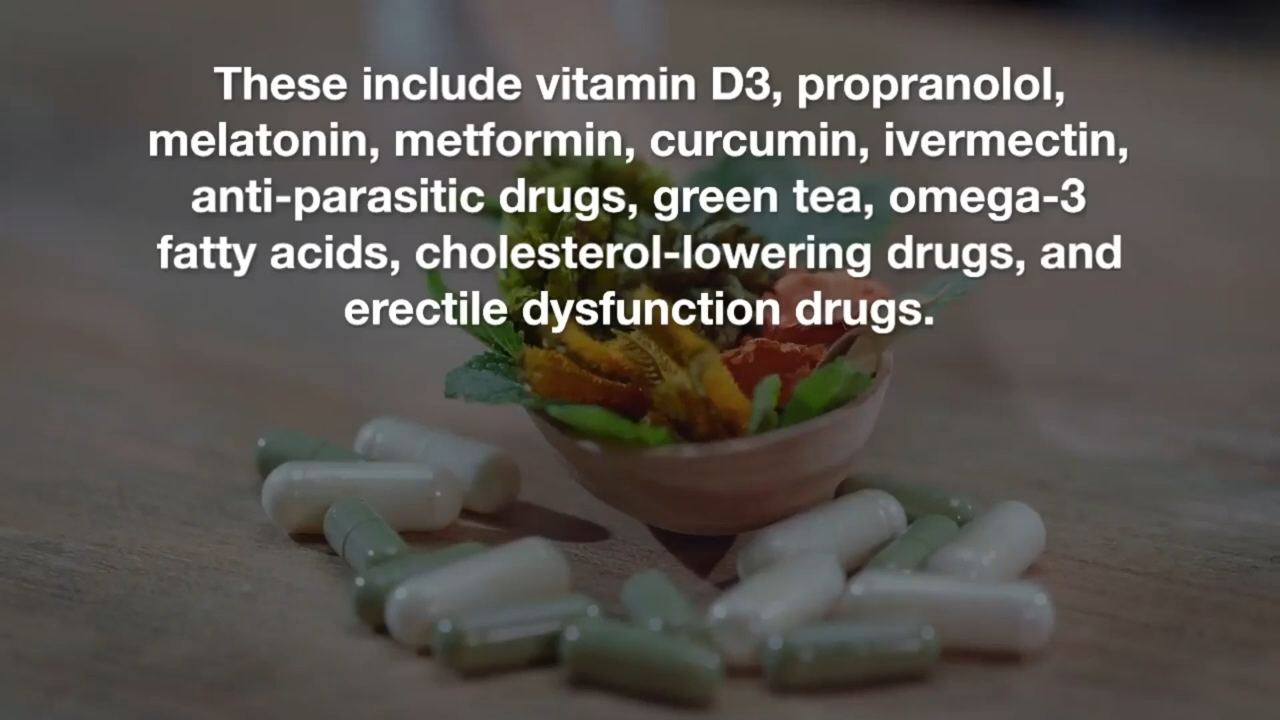 These include vitamin D3, propranolol,
melatonin, metformin, curcumin, ivermectin,
anti-parasitic drugs, green tea, omega-3
fatty acids, cholesterol-lowering drugs, and
erectile dysfunction drugs.